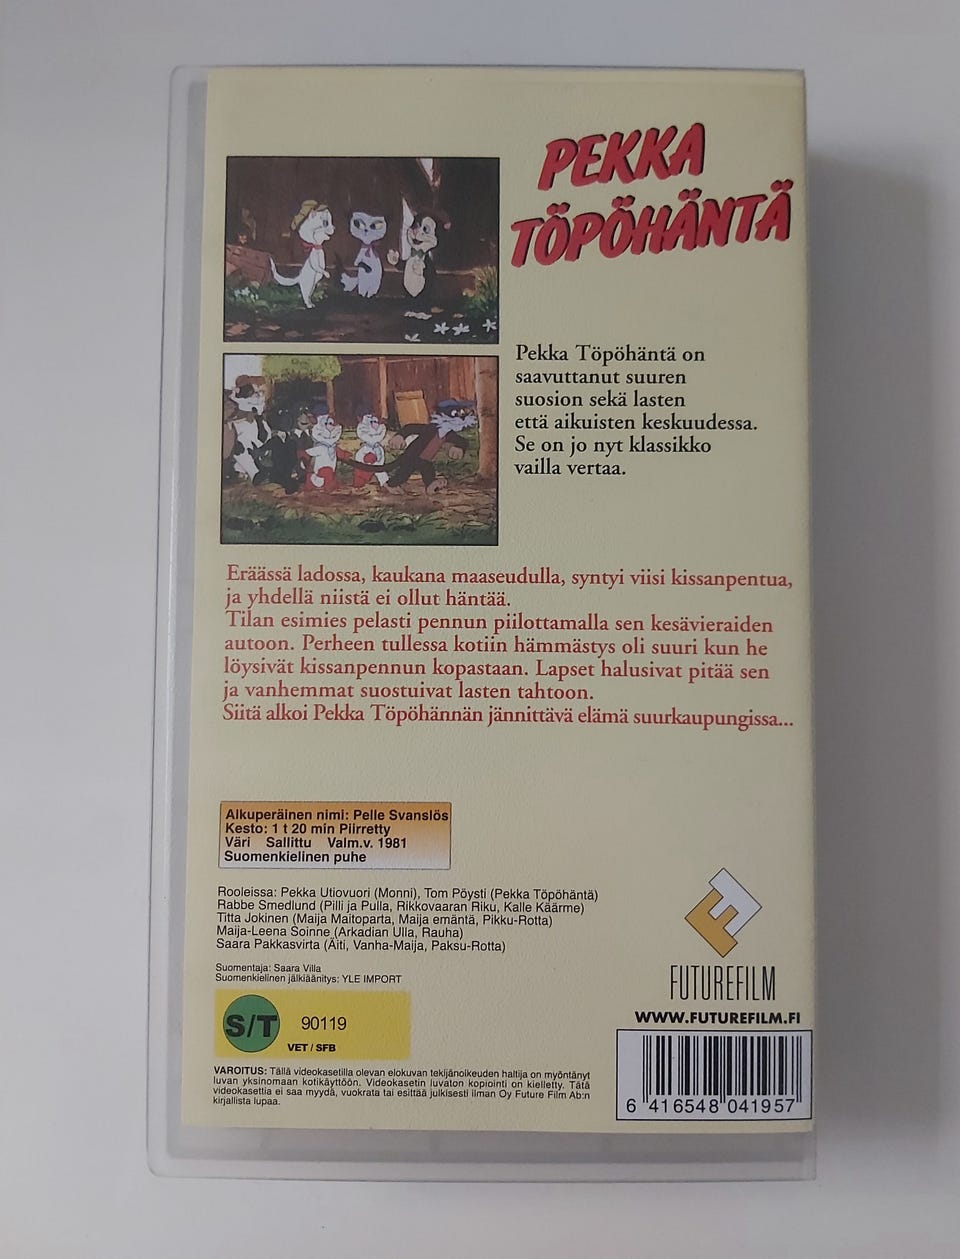 PEKKA
TÖPÖHÄNTÄ
Pekka Töpöhäntä on
saavuttanut suuren
suosion sekä lasten
että aikuisten keskuudessa.
Se on jo nyt klassikko
vailla vertaa.
Eräässä ladossa, kaukana maaseudulla, syntyi viisi kissanpentua,
ja yhdellä niistä ei ollut häntää.
Tilan esimies pelasti pennun piilottamalla sen kesävieraiden
autoon. Perheen tullessa kotiin hämmästys oli suuri kun he
löysivät kissanpennun kopastaan. Lapset halusivat pitää sen
ja vanhemmat suostuivat lasten tahtoon.
Siitä alkoi Pekka Töpöhännän jännittävä elämä suurkaupungissa...
Alkuperäinen nimi: Pelle Svanslös
Kesto: 1 t 20 min Piirretty
Väri Sallittu Valm.v. 1981
Suomenkielinen puhe
Rooleissa: Pekka Utiovuori (Monni), Tom Pöysti (Pekka Töpöhäntä)
Rabbe Smedlund (Pilli ja Pulla, Rikkovaaran Riku, Kalle Käärme)
Titta Jokinen (Maija Maitoparta, Maija emäntä, Pikku-Rotta)
Maija-Leena Soinne (Arkadian Ulla, Rauha)
Saara Pakkasvirta (Äiti, Vanha-Maija, Paksu-Rotta)
Suomentaja: Saara Villa
Suomenkielinen jälkiäänitys: YLE IMPORT
S/T 90119
VET / SFB
VAROITUS: Tällä videokasetilla olevan elokuvan tekijänoikeuden haltija on myöntänyt
luvan yksinomaan kotikäyttöön. Videokasetin luvaton kopiointi on kielletty. Tätä
videokasettia ei saa myydä, vuokrata tai esittää julkisesti ilman Oy Future Film Ab:n
kirjallista lupaa.
FUTUREFILM
WWW.FUTUREFILM.FI
6 416548 041957